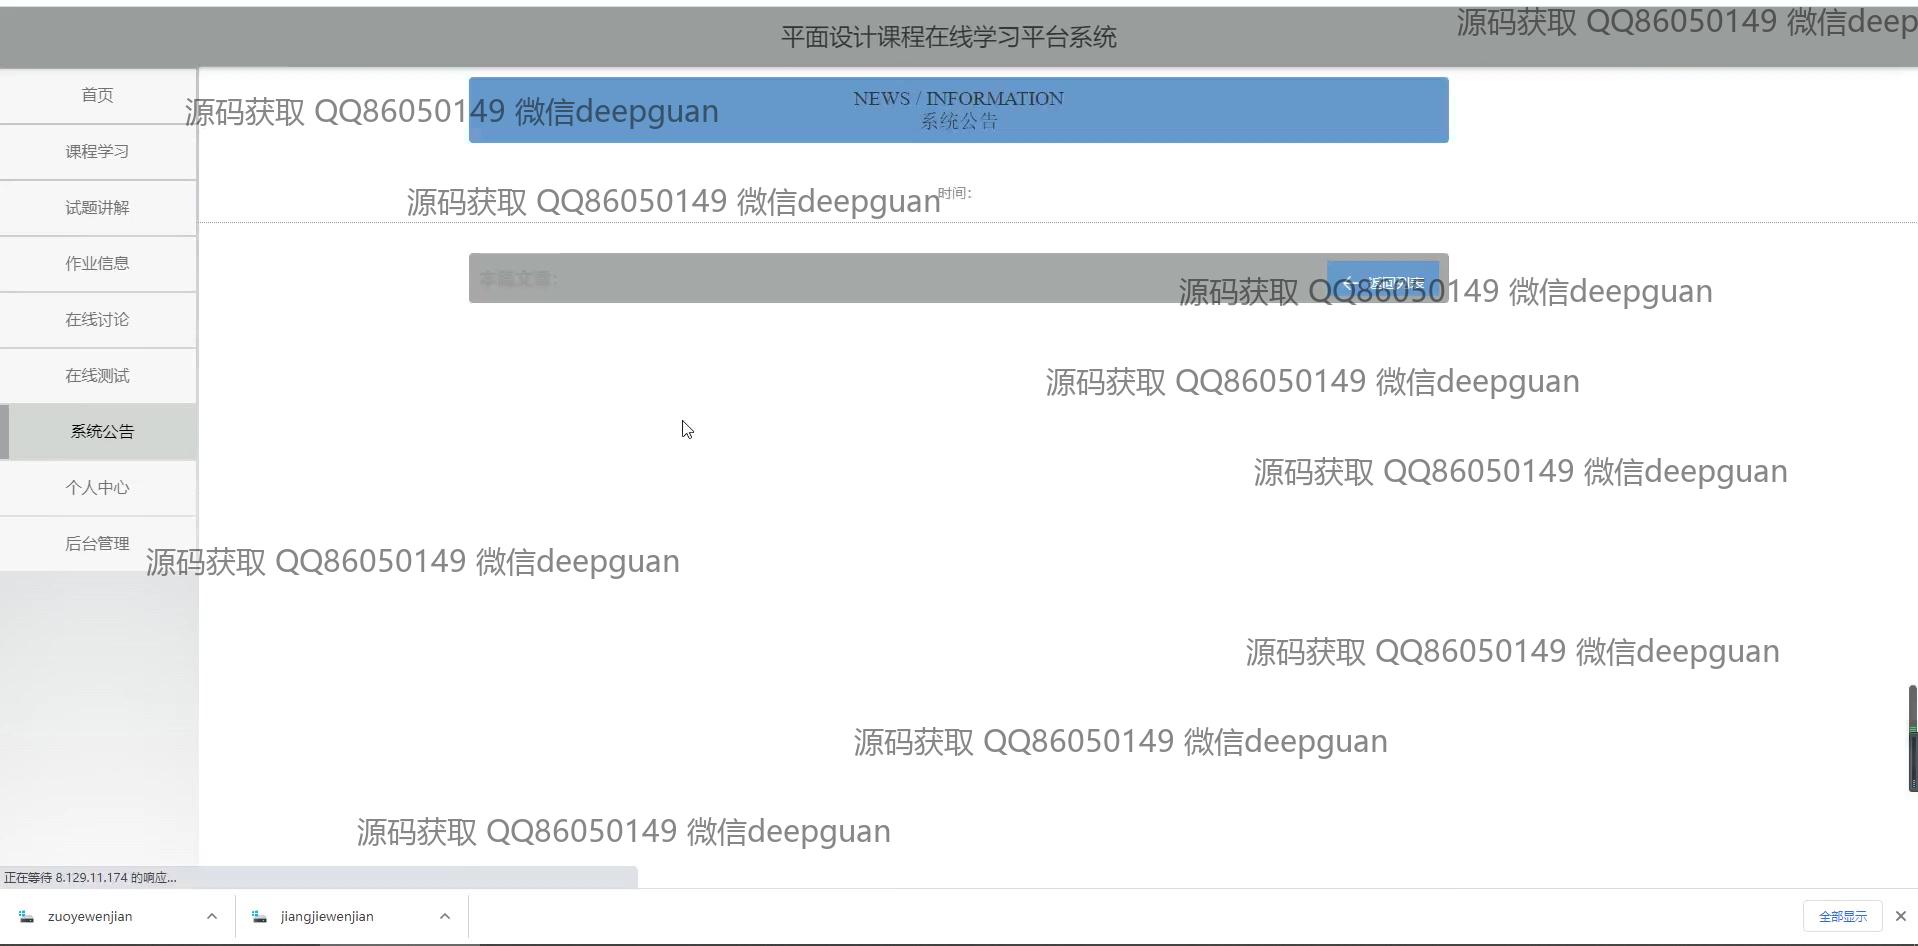 平面设计课程在线学习平台系统
源码获取 QQ86050149 微信deep
首页
源码获取 QQ86050149 微信deepguan
NEWS / INFORMATION
系统公告
课程学习
源码获取 QQ86050149 微信deepguan
时间：
试题讲解
作业信息
本篇文章：
返回列表
源码获取 QQ86050149 微信deepguan
在线讨论
在线测试
源码获取 QQ86050149 微信deepguan
系统公告
源码获取 QQ86050149 微信deepguan
个人中心
后台管理
源码获取 QQ86050149 微信deepguan
源码获取 QQ86050149 微信deepguan
源码获取 QQ86050149 微信deepguan
源码获取 QQ86050149 微信deepguan
正在等待 8.129.11.174 的响应...
zuoyewenjian
jiangjiewenjian
全部显示